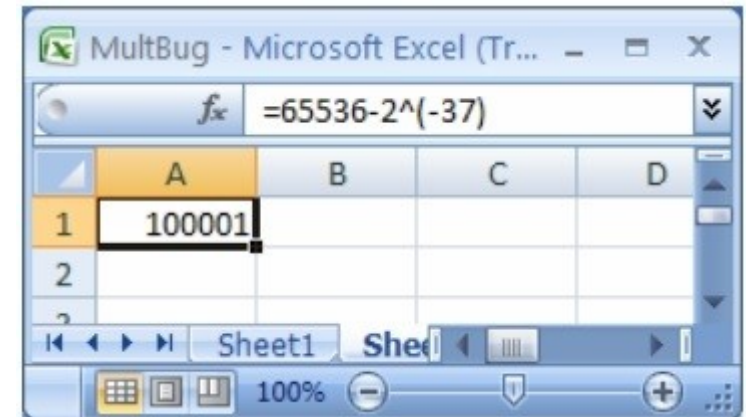 MultBug - Microsoft Excel (Tr...
fx =65536-2^(-37)
A B C D
1 100001
2
Sheet1
100%